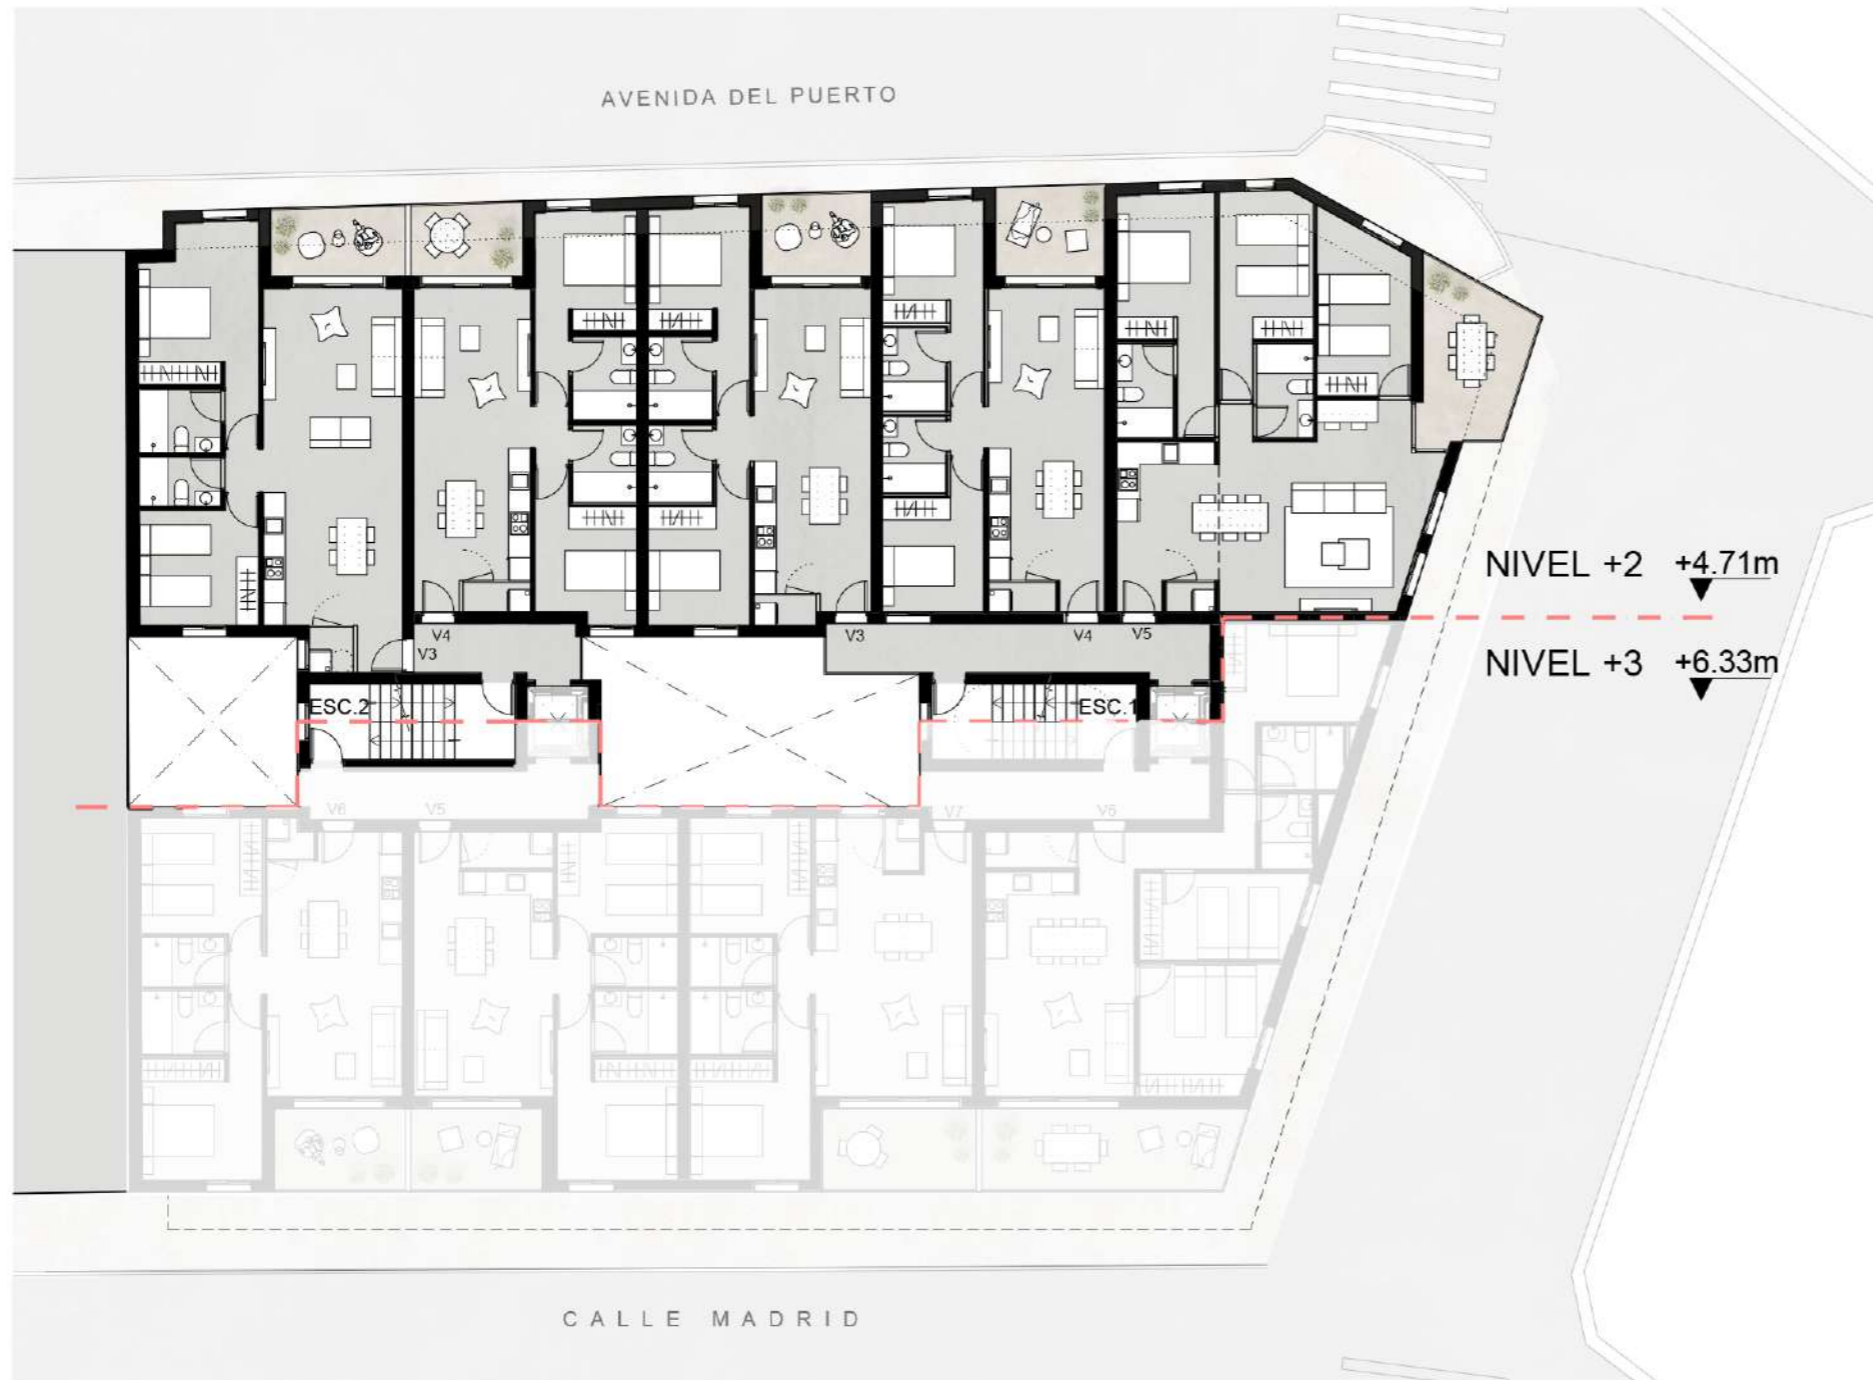 AVENIDA DEL PUERTO
NIVEL +2 +4.71m
V4
V3
V3
V4
V5
NIVEL +3 +6.33m
ESC.2
ESC.1
V6
V5
V7
V6
CALLE MADRID